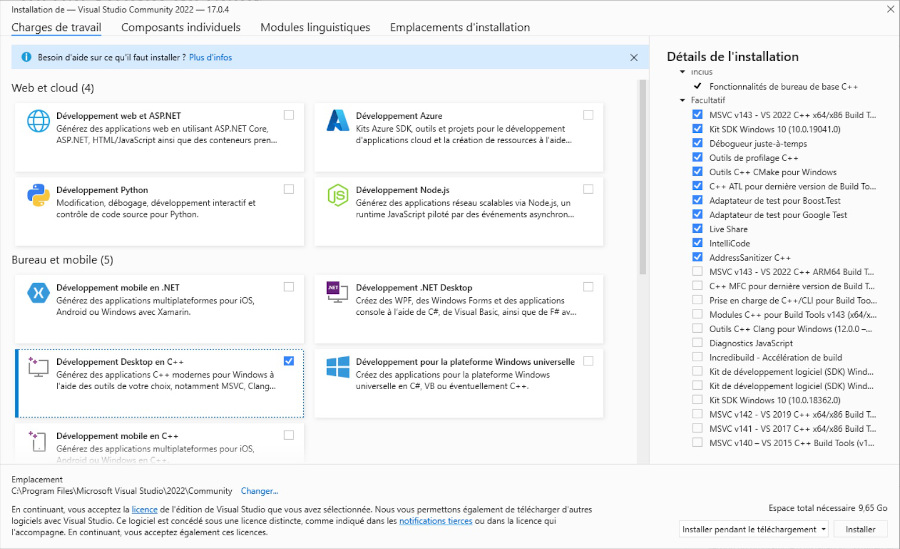 Installation de — Visual Studio Community 2022 — 17.0.4
Charges de travail Composants individuels Modules linguistiques Emplacements d'installation
Besoin d'aide sur ce qu'il faut installer ? Plus d'infos
Web et cloud (4)
Développement web et ASP.NET
Générez des applications web en utilisant ASP.NET Core,
ASP.NET, HTML/JavaScript ainsi que des conteneurs pren...
Développement Azure
Kits Azure SDK, outils et projets pour le développement
d'applications cloud et la création de ressources à l'aide...
Développement Python
Modification, débogage, développement interactif et
contrôle de code source pour Python.
Développement Node.js
Générez des applications réseau scalables via Node.js, un
runtime JavaScript piloté par des événements asynchron...
Bureau et mobile (5)
Développement mobile en .NET
Générez des applications multiplateformes pour iOS,
Android ou Windows avec Xamarin.
.NET
Développement .NET Desktop
Créez des WPF, des Windows Forms et des applications
console à l'aide de C#, de Visual Basic, ainsi que de F# av...
Développement Desktop en C++
Générez des applications C++ modernes pour Windows à
l'aide des outils de votre choix, notamment MSVC, Clang...
Développement pour la plateforme Windows universelle
Créez des applications pour la plateforme Windows
universelle en C#, VB ou éventuellement C++.
Développement mobile en C++
Générez des applications multiplateformes pour iOS,
Android ou Windows en C++.
Détails de l'installation
Inclus
Fonctionnalités de bureau de base C++
Facultatif
MSVC v143 - VS 2022 C++ x64/x86 Build T...
Kit SDK Windows 10 (10.0.19041.0)
Débogueur juste-à-temps
Outils de profilage C++
Outils C++ CMake pour Windows
C++ ATL pour dernière version de Build To...
Adaptateur de test pour Boost.Test
Adaptateur de test pour Google Test
Live Share
IntelliCode
AddressSanitizer C++
MSVC v143 - VS 2022 C++ ARM64 Build T...
C++ MFC pour dernière version de Build T...
Prise en charge de C++/CLI pour Build Too...
Modules C++ pour Build Tools v143 (x64/x...
Outils C++ Clang pour Windows (12.0.0 –...
Diagnostics JavaScript
Incredibuild - Accélération de build
Kit de développement logiciel (SDK) Wind...
Kit de développement logiciel (SDK) Wind...
Kit SDK Windows 10 (10.0.18362.0)
MSVC v142 - VS 2019 C++ x64/x86 Build T...
MSVC v141 - VS 2017 C++ x64/x86 Build T...
MSVC v140 – VS 2015 C++ Build Tools (v1...
Emplacement
C:\Program Files\Microsoft Visual Studio\2022\Community Changer...
En continuant, vous acceptez la licence de l'édition de Visual Studio que vous avez sélectionnée. Nous vous permettons également de télécharger d'autres
logiciels avec Visual Studio. Ce logiciel est concédé sous une licence distincte, comme indiqué dans les notifications tierces ou dans la licence qui
l'accompagne. En continuant, vous acceptez également ces licences.
Espace total nécessaire 9,65 Go
Installer pendant le téléchargement Installer